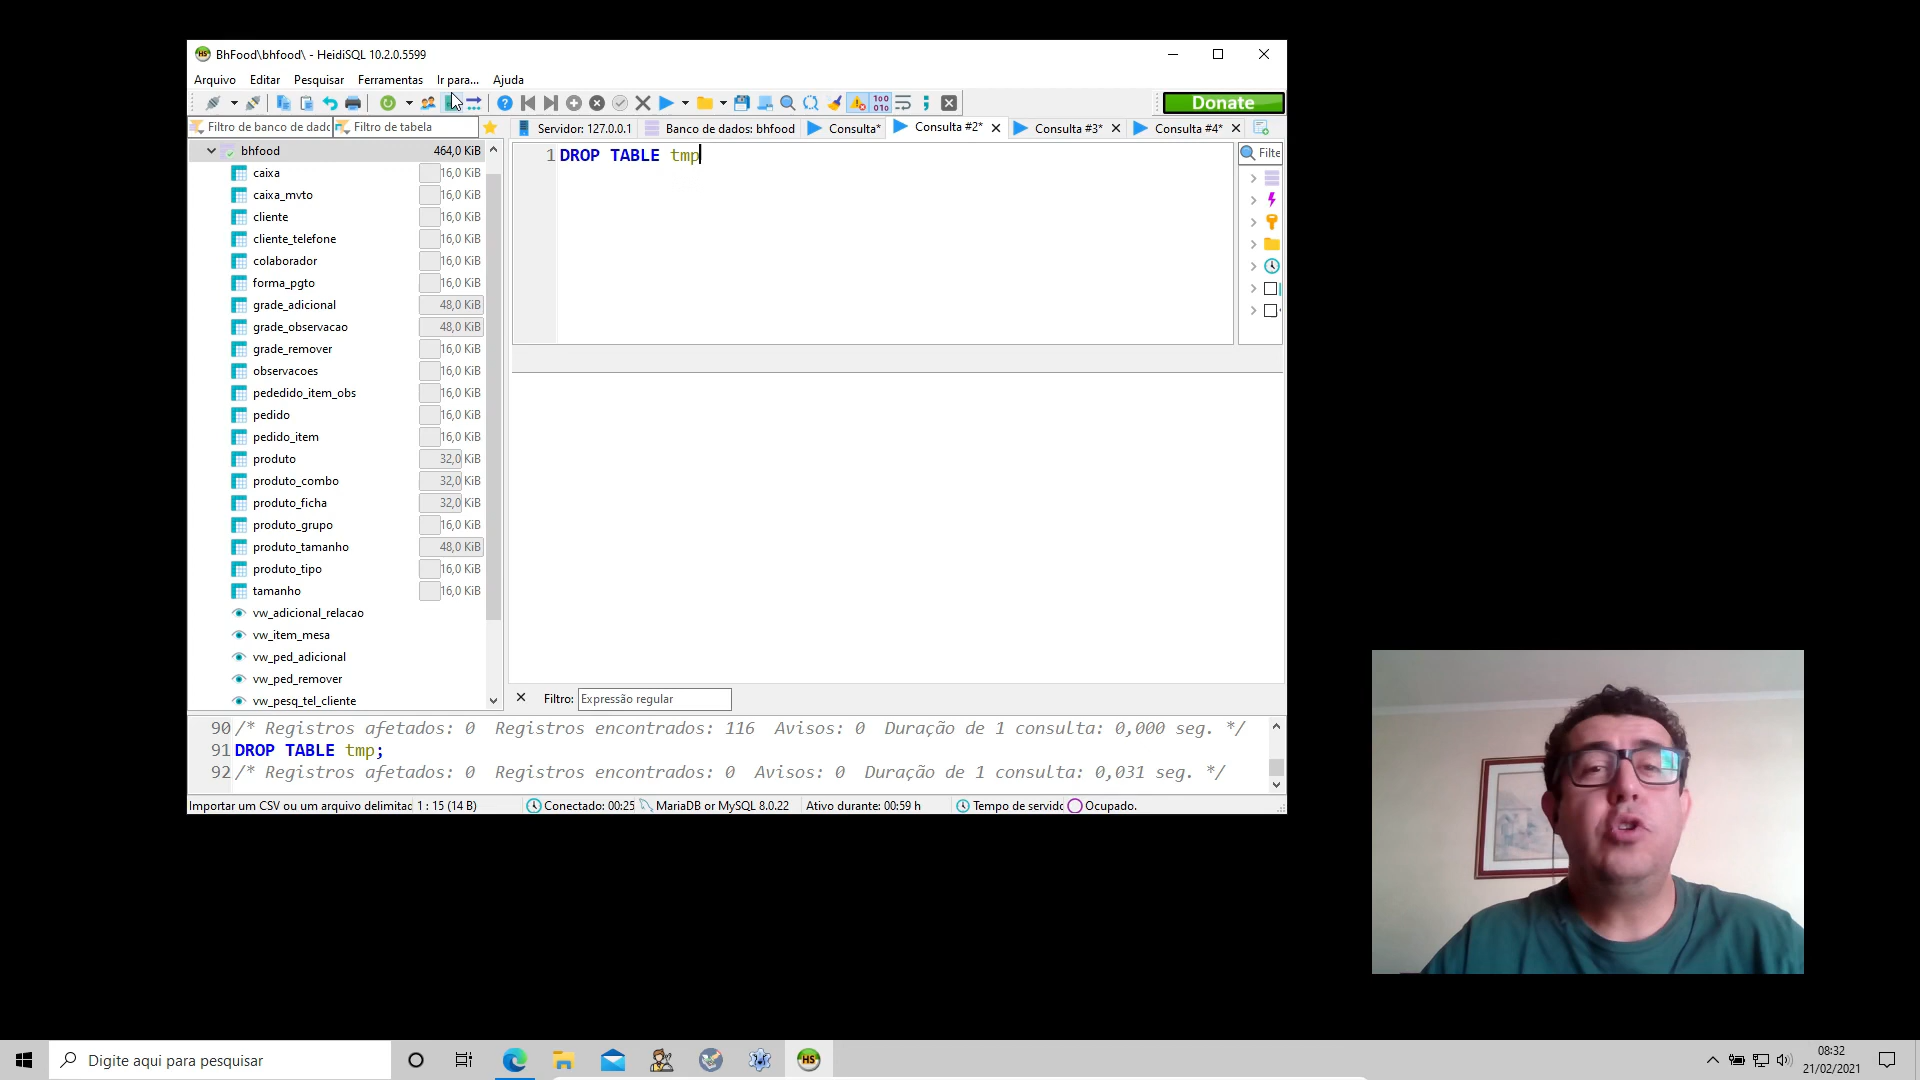 BhFood\bhfood\ - HeidiSQL 10.2.0.5599
Arquivo Editar Pesquisar Ferramentas Ir para... Ajuda
Donate
Filtro de banco de dadc Filtro de tabela
Servidor: 127.0.0.1 Banco de dados: bhfood Consulta* Consulta #2* Consulta #3* Consulta #4*
bhfood 464,0 KiB
caixa 16,0 KiB
caixa_mvto 16,0 KiB
cliente 16,0 KiB
cliente_telefone 16,0 KiB
colaborador 16,0 KiB
forma_pgto 16,0 KiB
grade_adicional 48,0 KiB
grade_observacao 48,0 KiB
grade_remover 16,0 KiB
observacoes 16,0 KiB
pededido_item_obs 16,0 KiB
pedido 16,0 KiB
pedido_item 16,0 KiB
produto 32,0 KiB
produto_combo 32,0 KiB
produto_ficha 32,0 KiB
produto_grupo 16,0 KiB
produto_tamanho 48,0 KiB
produto_tipo 16,0 KiB
tamanho 16,0 KiB
vw_adicional_relacao
vw_item_mesa
vw_ped_adicional
vw_ped_remover
vw_pesq_tel_cliente
1 DROP TABLE tmp
Filte
Filtro: Expressão regular
90 /* Registros afetados: 0 Registros encontrados: 116 Avisos: 0 Duração de 1 consulta: 0,000 seg. */
91 DROP TABLE tmp;
92 /* Registros afetados: 0 Registros encontrados: 0 Avisos: 0 Duração de 1 consulta: 0,031 seg. */
Importar um CSV ou um arquivo delimitac 1 : 15 (14 B) Conectado: 00:25 MariaDB or MySQL 8.0.22 Ativo durante: 00:59 h Tempo de servidc Ocupado.
Digite aqui para pesquisar
HS
08:32
21/02/2021